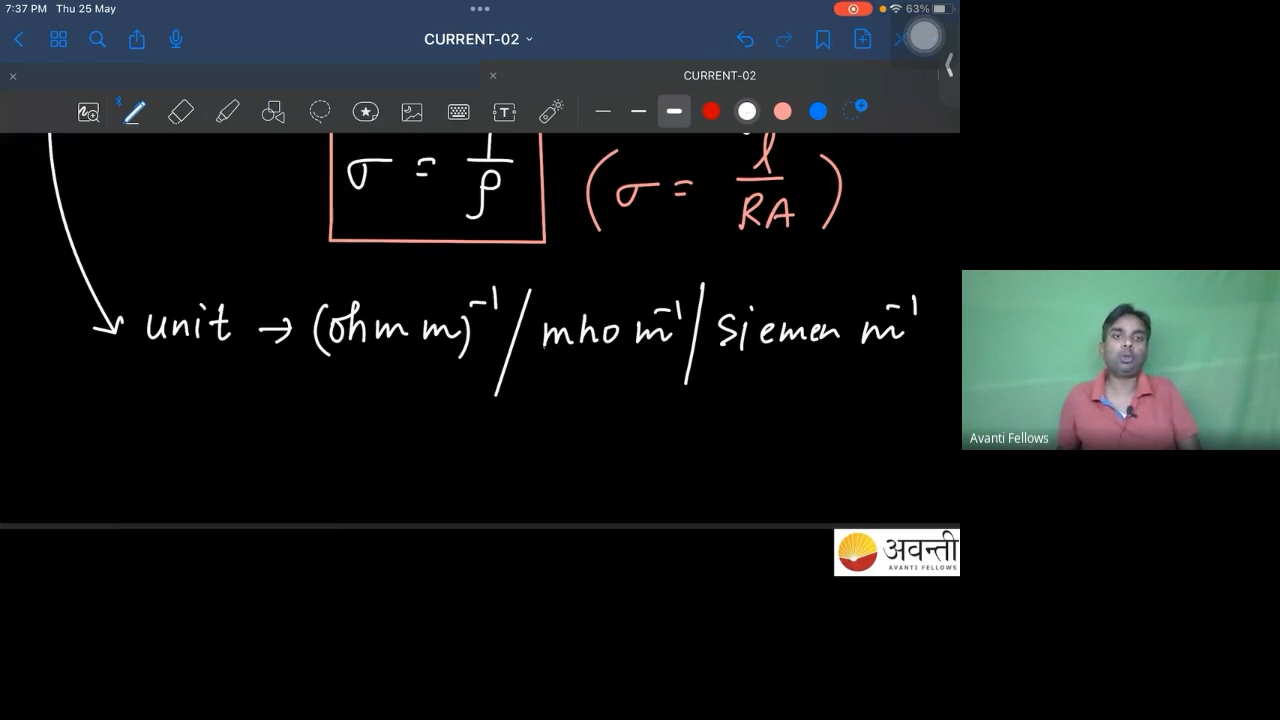 7:37 PM Thu 25 May
63%
CURRENT-02
CURRENT-02
σ = 1/ρ (σ = l/RA)
unit → (ohm m)⁻¹ / mho m⁻¹ / siemen m⁻¹
Avanti Fellows
अवन्ती
AVANTI FELLOWS